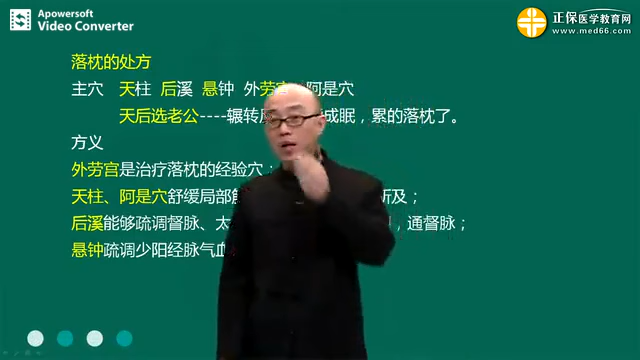 Apowersoft
Video Converter
正保医学教育网
www.med66.com
落枕的处方
主穴 天柱 后溪 悬钟 外劳宫 阿是穴
天后选老公----辗转 成眠，累的落枕了。
方义
外劳宫是治疗落枕的经验穴；
天柱、阿是穴舒缓局部 所及；
后溪能够疏调督脉、太 ，通督脉；
悬钟疏调少阳经脉气血